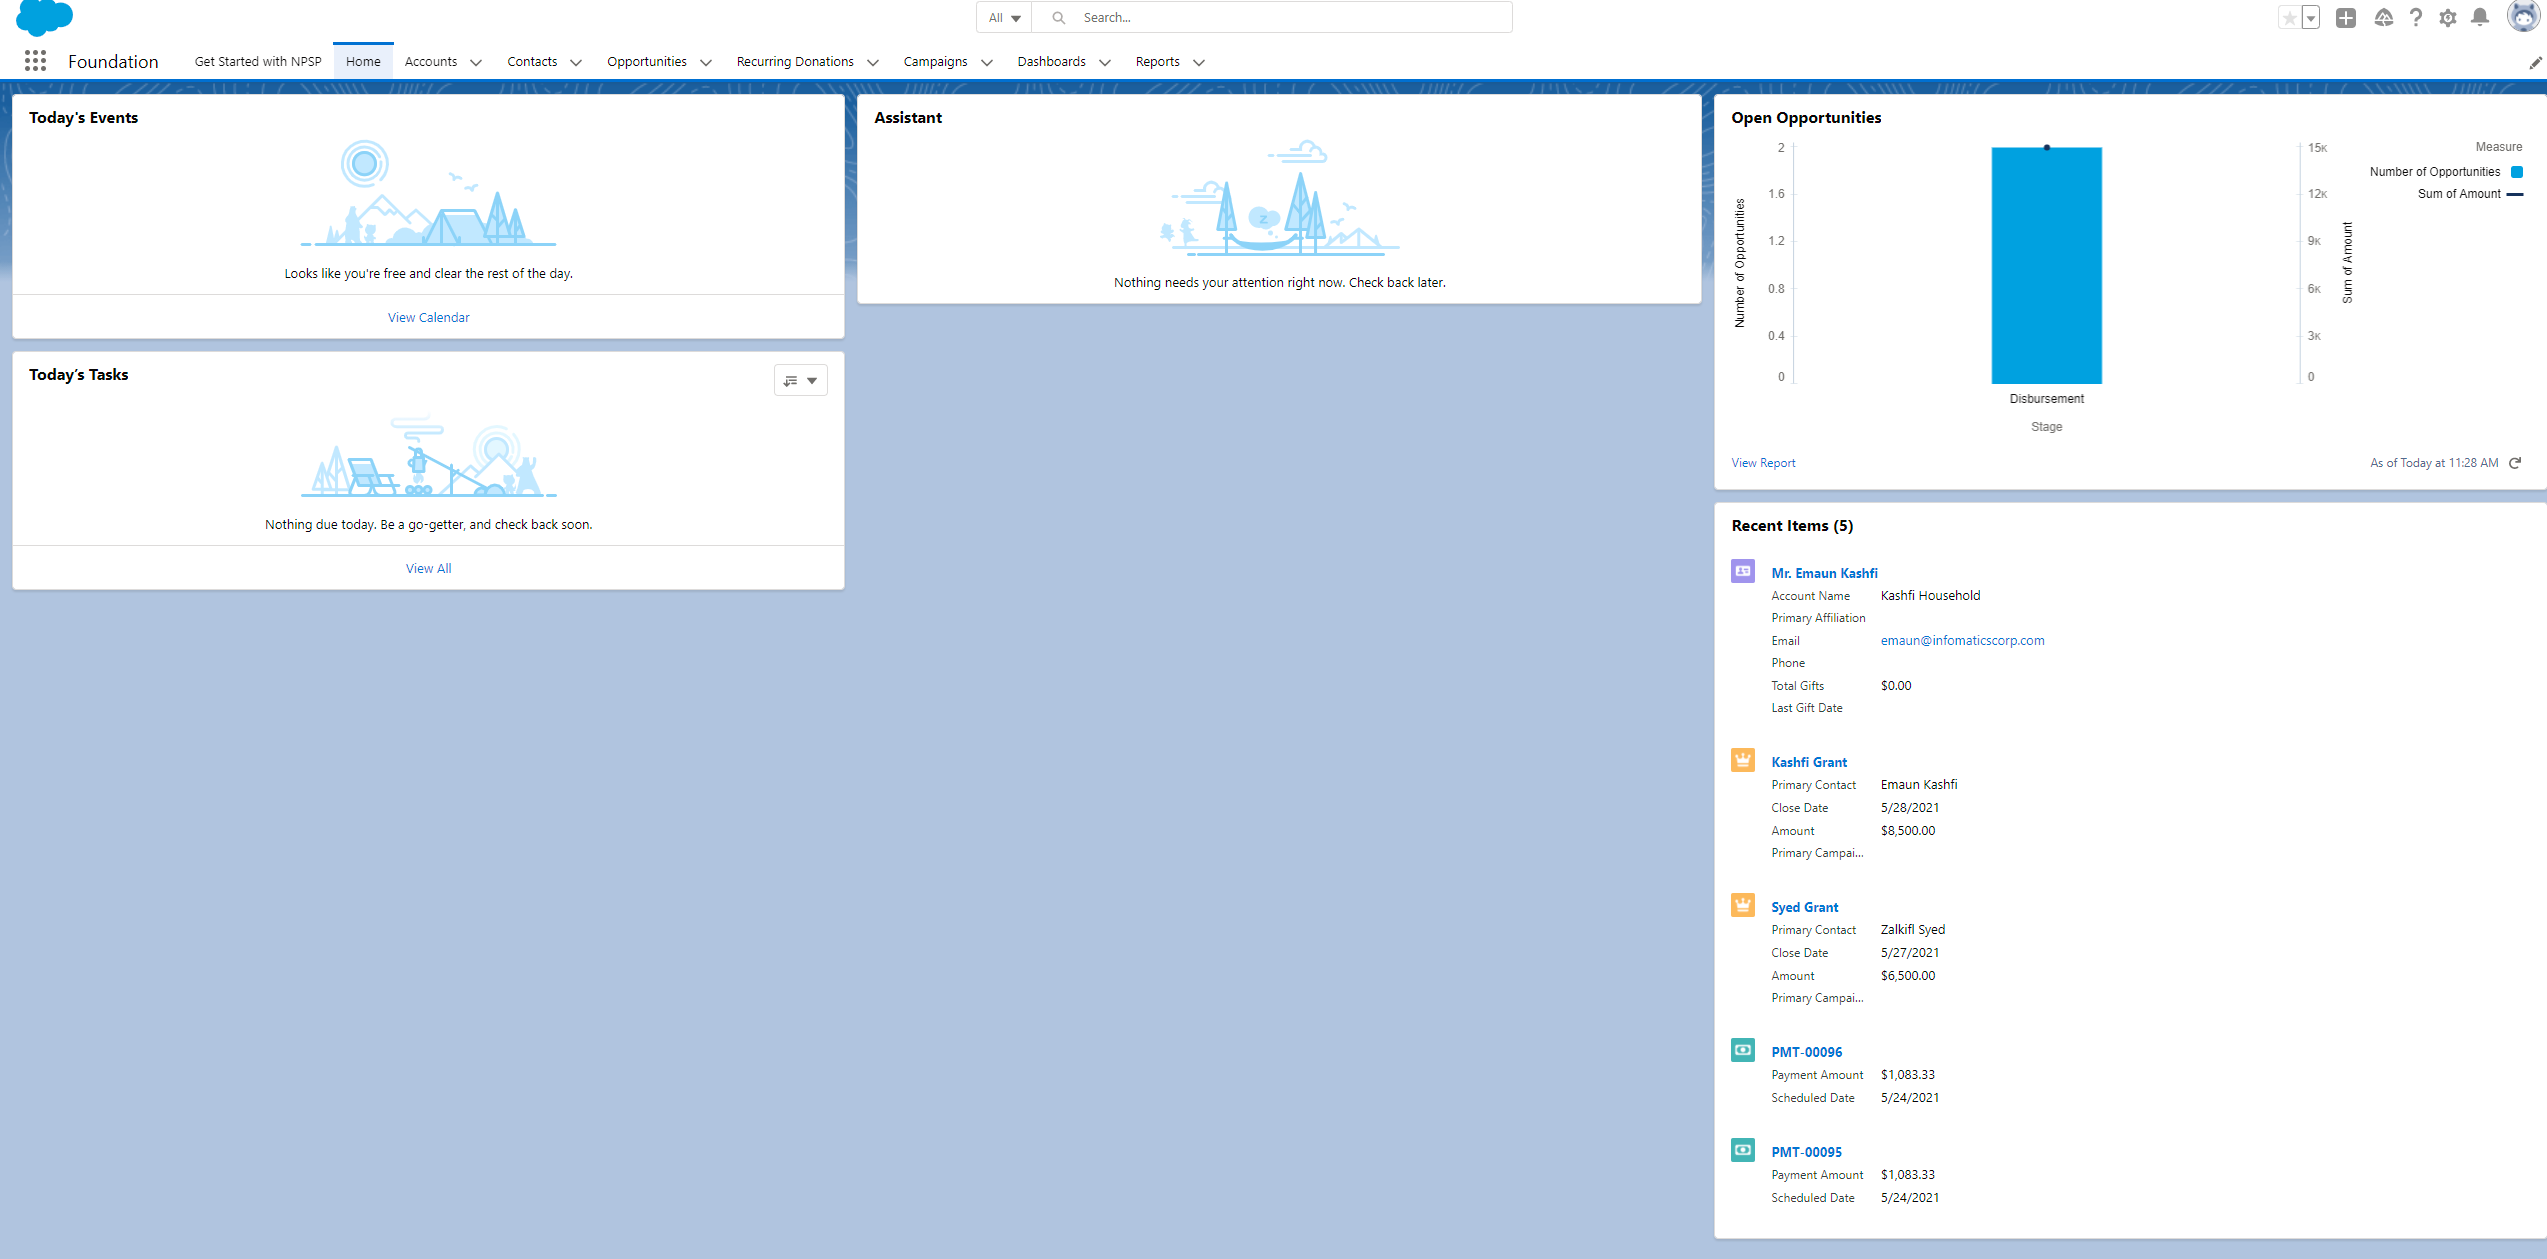 All
Search...
Foundation
Get Started with NPSP
Home
Accounts
Contacts
Opportunities
Recurring Donations
Campaigns
Dashboards
Reports
Today's Events
Looks like you're free and clear the rest of the day.
View Calendar
Today’s Tasks
Nothing due today. Be a go-getter, and check back soon.
View All
Assistant
z
Nothing needs your attention right now. Check back later.
Open Opportunities
Number of Opportunities
2
1.6
1.2
0.8
0.4
0
15K
12K
9K
6K
3K
0
Sum of Amount
Measure
Number of Opportunities
Sum of Amount
Disbursement
Stage
View Report
As of Today at 11:28 AM
Recent Items (5)
Mr. Emaun Kashfi
Account Name Kashfi Household
Primary Affiliation
Email emaun@infomaticscorp.com
Phone
Total Gifts $0.00
Last Gift Date
Kashfi Grant
Primary Contact Emaun Kashfi
Close Date 5/28/2021
Amount $8,500.00
Primary Campai...
Syed Grant
Primary Contact Zalkifl Syed
Close Date 5/27/2021
Amount $6,500.00
Primary Campai...
PMT-00096
Payment Amount $1,083.33
Scheduled Date 5/24/2021
PMT-00095
Payment Amount $1,083.33
Scheduled Date 5/24/2021